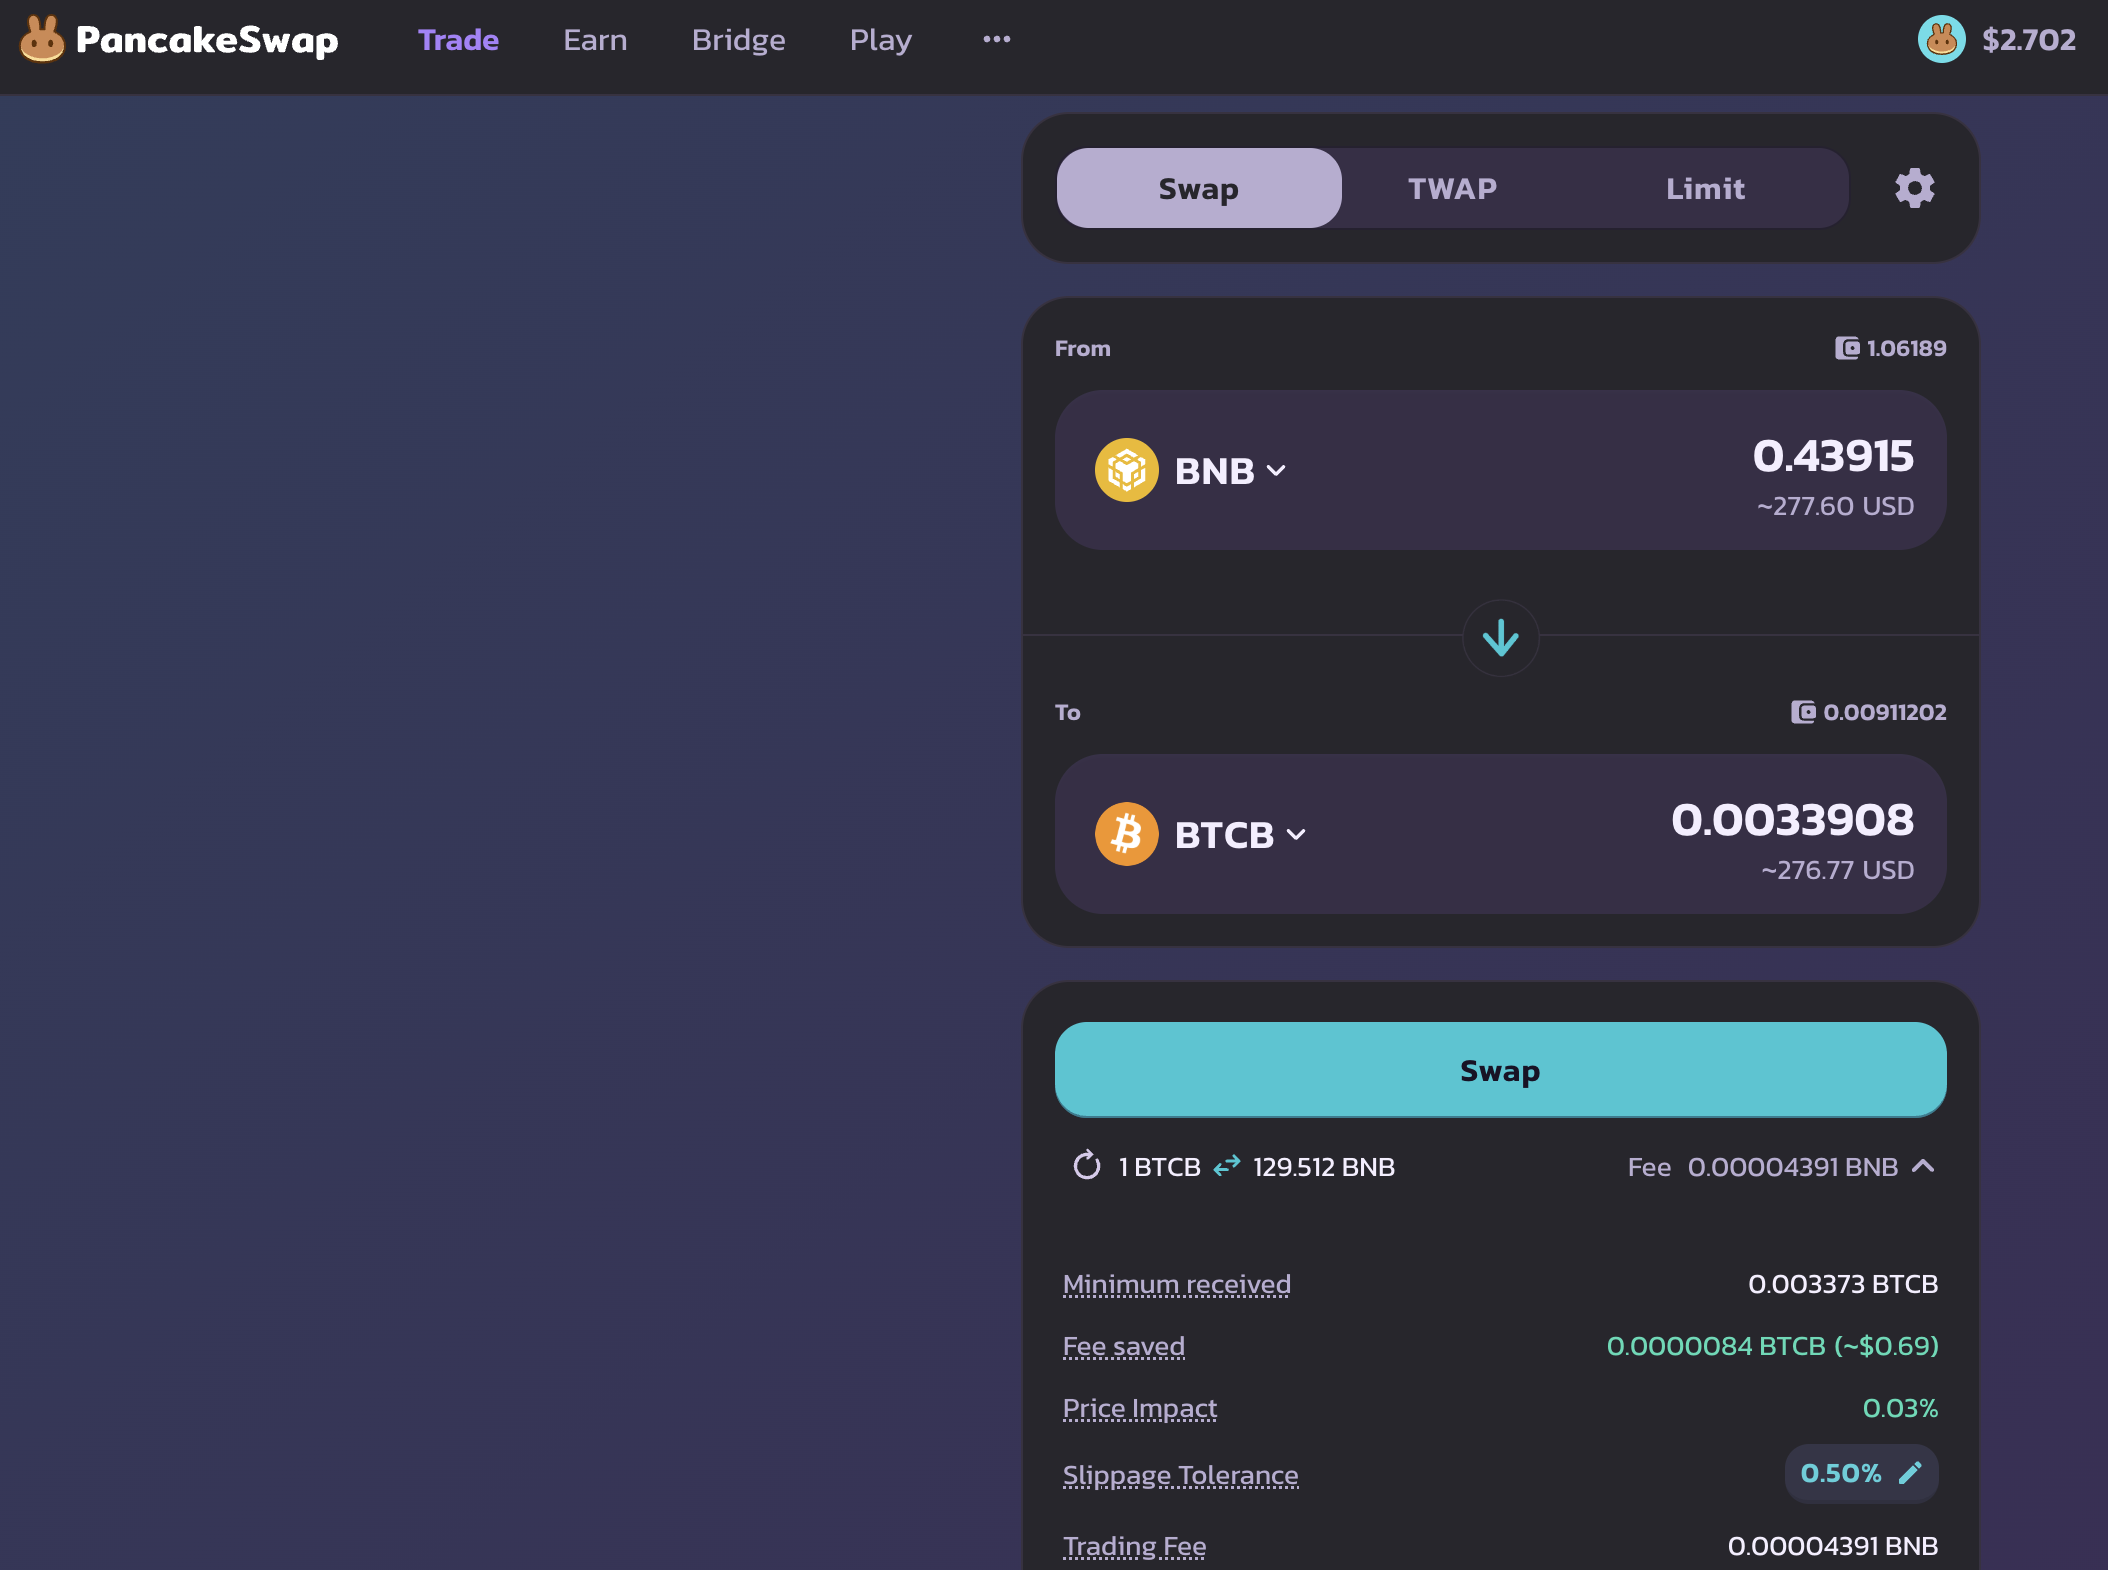 PancakeSwap Trade Earn Bridge Play ••• $2.702
Swap TWAP Limit
From 1.06189
BNB 0.43915
~277.60 USD
To 0.00911202
BTCB 0.0033908
~276.77 USD
Swap
1 BTCB 129.512 BNB Fee 0.00004391 BNB
Minimum received 0.003373 BTCB
Fee saved 0.0000084 BTCB (~$0.69)
Price Impact 0.03%
Slippage Tolerance 0.50%
Trading Fee 0.00004391 BNB